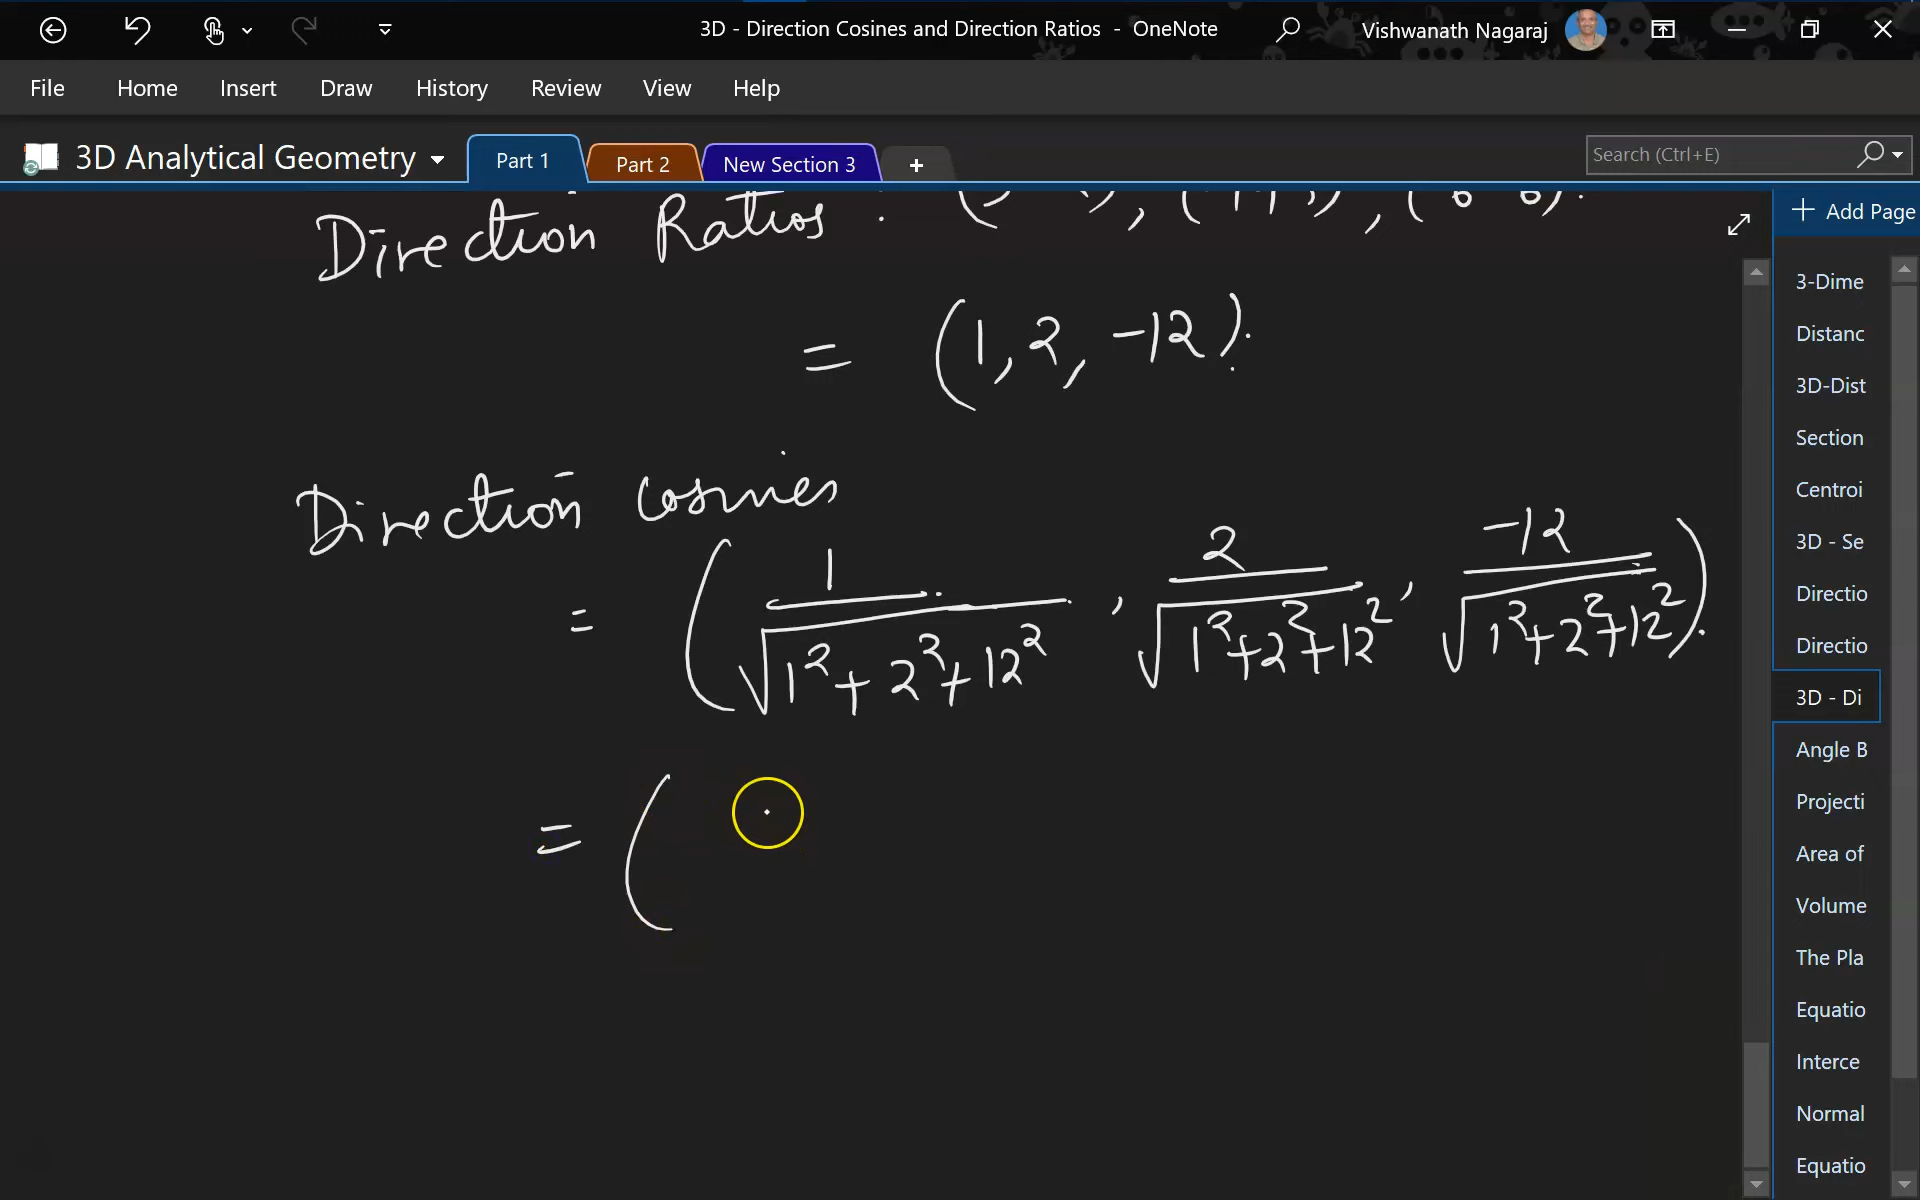 3D - Direction Cosines and Direction Ratios - OneNote
Vishwanath Nagaraj
File Home Insert Draw History Review View Help
3D Analytical Geometry
Part 1
Part 2
New Section 3
+
Search (Ctrl+E)
Direction Ratios :
= (1, 2, -12).
Direction cosines
= ( 1/√(1²+2²+12²) , 2/√(1²+2²+12²) , -12/√(1²+2²+12²) ).
= (
+ Add Page
3-Dime
Distanc
3D-Dist
Section
Centroi
3D - Se
Directio
Directio
3D - Di
Angle B
Projecti
Area of
Volume
The Pla
Equatio
Interce
Normal
Equatio